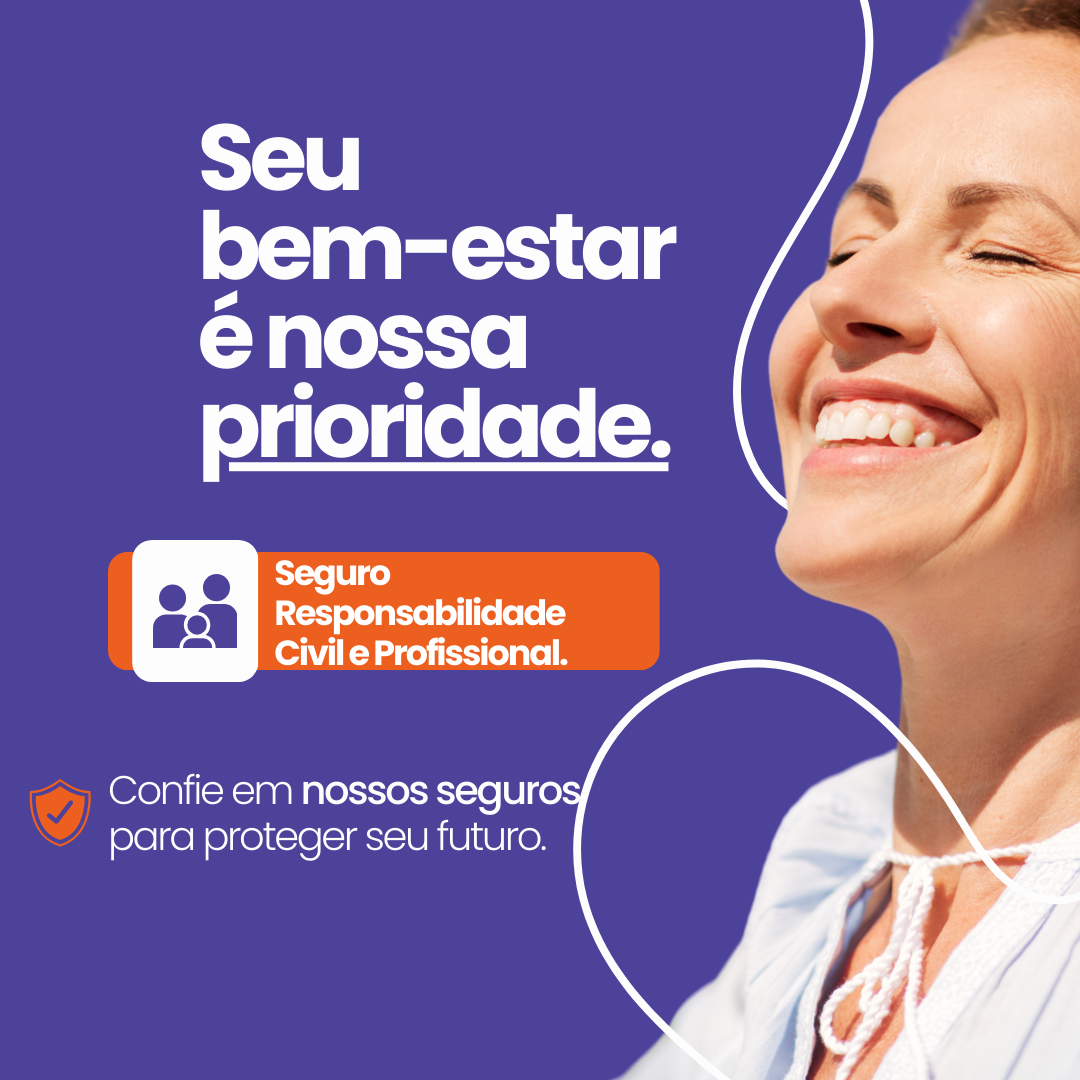 Seu
bem-estar
é nossa
prioridade.
Seguro
Responsabilidade
Civil e Profissional.
Confie em nossos seguros
para proteger seu futuro.